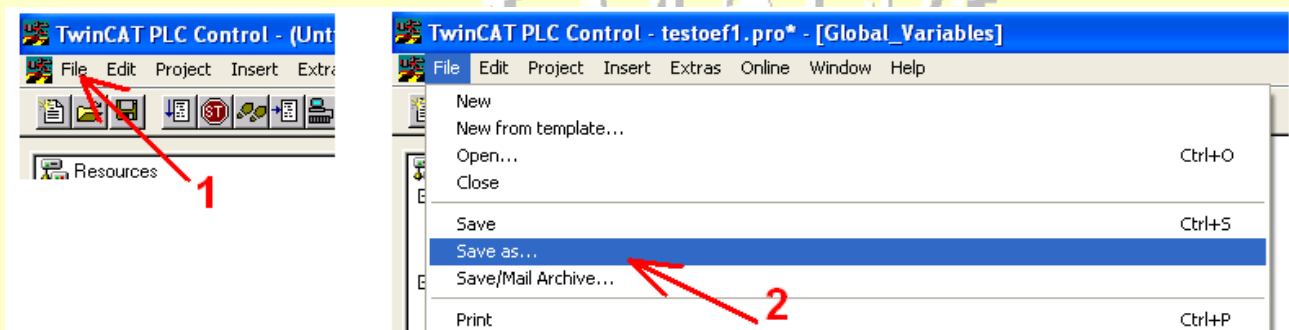 TwinCAT PLC Control - (Unt
File Edit Project Insert Extra
ST
Resources
1
TwinCAT PLC Control - testoef1.pro* - [Global_Variables]
File Edit Project Insert Extras Online Window Help
New
New from template...
Open... Ctrl+O
Close
Save Ctrl+S
Save as...
Save/Mail Archive...
2
Print Ctrl+P